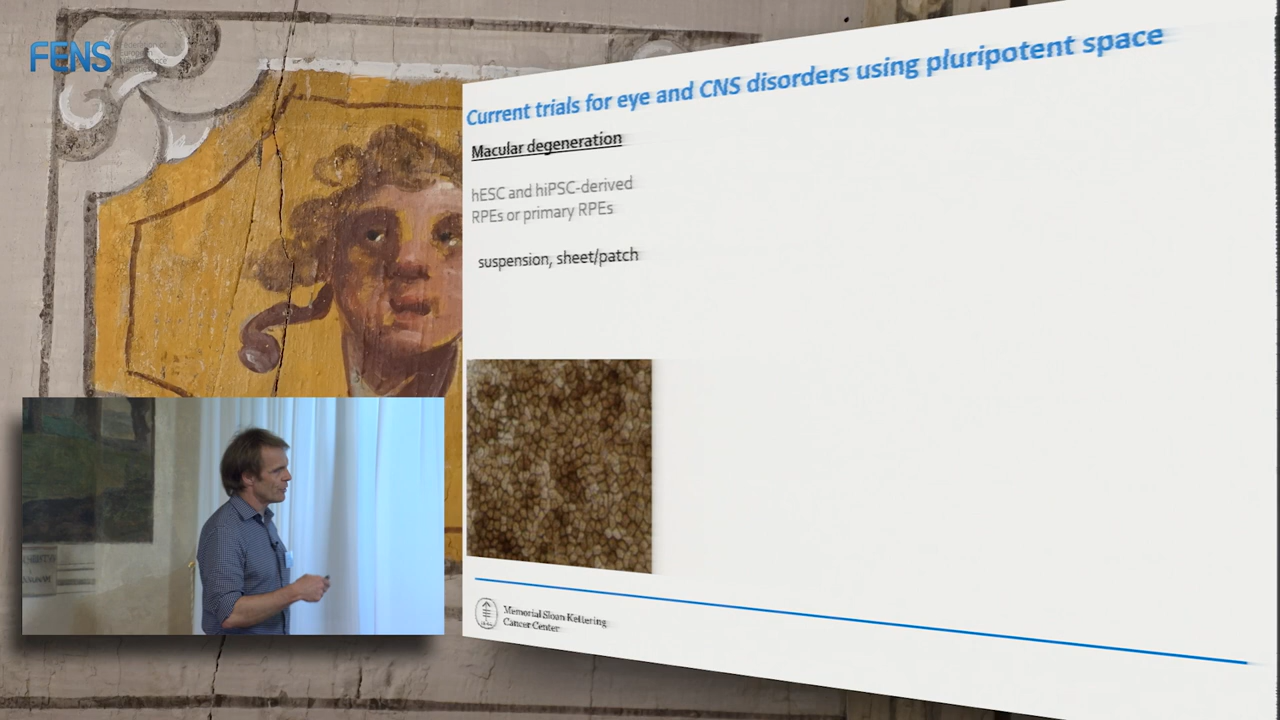 FENS
Current trials for eye and CNS disorders using pluripotent space
Macular degeneration
hESC and hiPSC-derived
RPEs or primary RPEs
suspension, sheet/patch
Memorial Sloan Kettering
Cancer Center